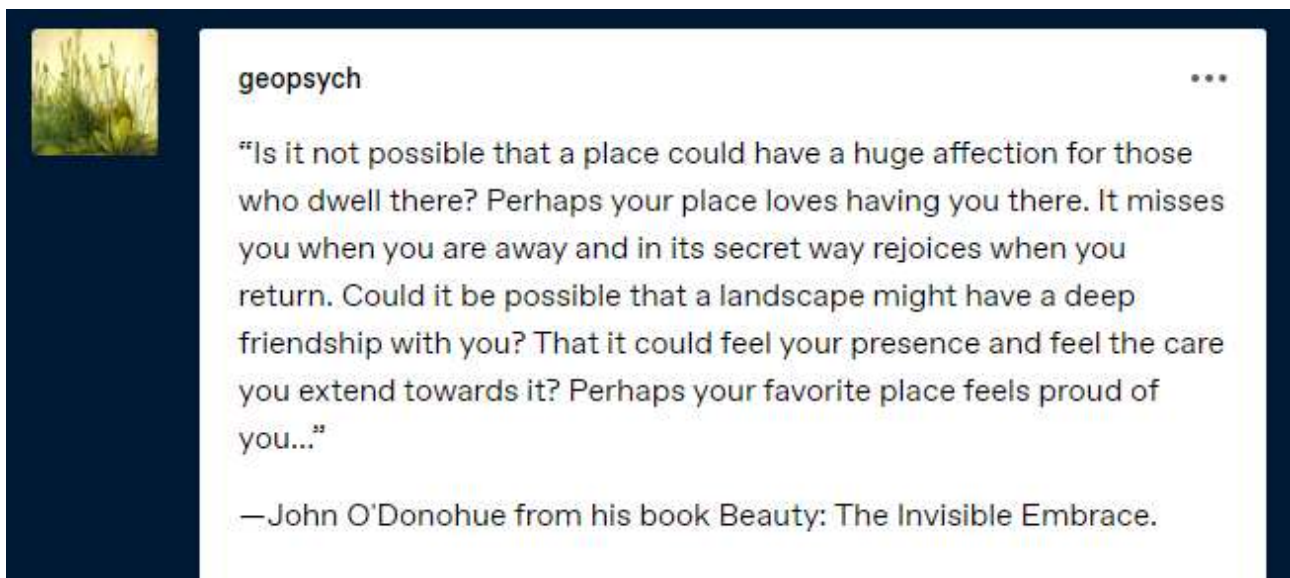 geopsych
“Is it not possible that a place could have a huge affection for those
who dwell there? Perhaps your place loves having you there. It misses
you when you are away and in its secret way rejoices when you
return. Could it be possible that a landscape might have a deep
friendship with you? That it could feel your presence and feel the care
you extend towards it? Perhaps your favorite place feels proud of
you...”
—John O'Donohue from his book Beauty: The Invisible Embrace.